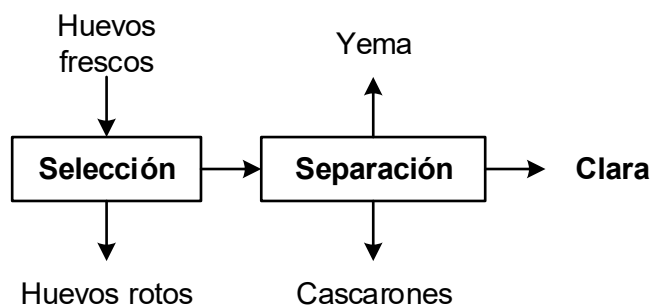 Huevos
frescos
Yema
Selección
Separación
Clara
Huevos rotos
Cascarones